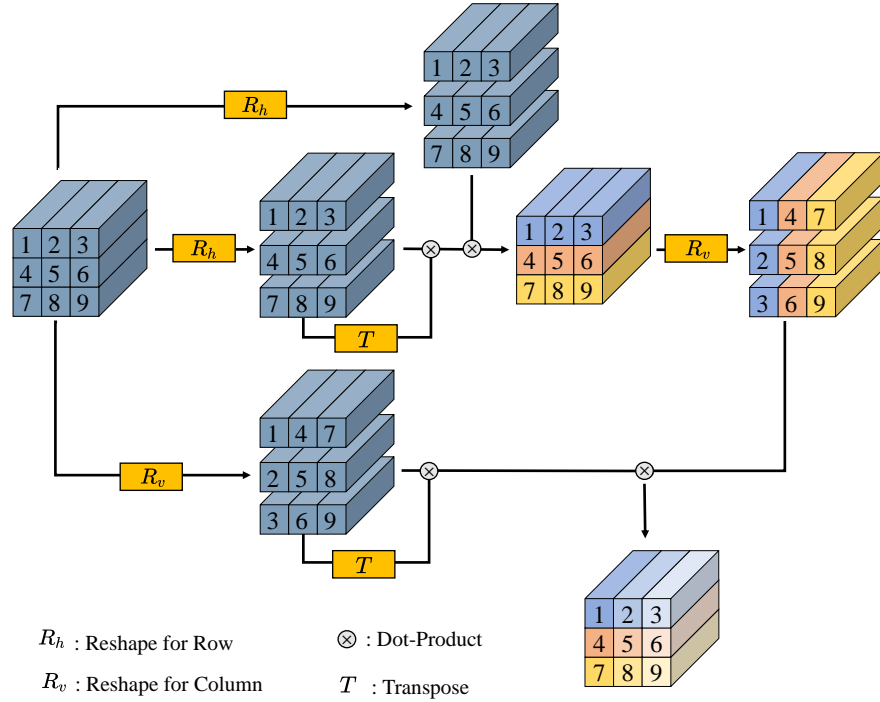 1 2 3
4 5 6
7 8 9
R_h
1 2 3
4 5 6
7 8 9
R_h
1 2 3
4 5 6
7 8 9
T
1 2 3
4 5 6
7 8 9
R_v
1 4 7
2 5 8
3 6 9
R_v
1 4 7
2 5 8
3 6 9
T
1 2 3
4 5 6
7 8 9
R_h : Reshape for Row
⊗ : Dot-Product
R_v : Reshape for Column
T : Transpose